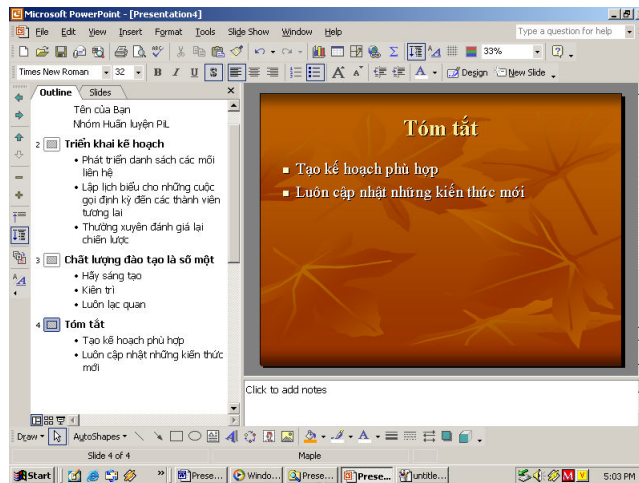 Microsoft PowerPoint - [Presentation4]
File Edit View Insert Format Tools Slide Show Window Help
Type a question for help
33%
Times New Roman 32 B I U S Design New Slide
Outline Slides
Tên của Bạn
Nhóm Huấn luyện PiL
2 Triển khai kế hoạch
• Phát triển danh sách các mối
liên hệ
• Lập lịch biểu cho những cuộc
gọi định kỳ đến các thành viên
tương lai
• Thường xuyên đánh giá lại
chiến lược
3 Chất lượng đào tạo là số một
• Hãy sáng tạo
• Kiên trì
• Luôn lạc quan
4 Tóm tắt
• Tạo kế hoạch phù hợp
• Luôn cập nhật những kiến thức
mới
Tóm tắt
Tạo kế hoạch phù hợp
Luôn cập nhật những kiến thức mới
Click to add notes
Draw AutoShapes
Slide 4 of 4 Maple
Start Prese... Windo... Prese... Prese... untitle... 5:03 PM